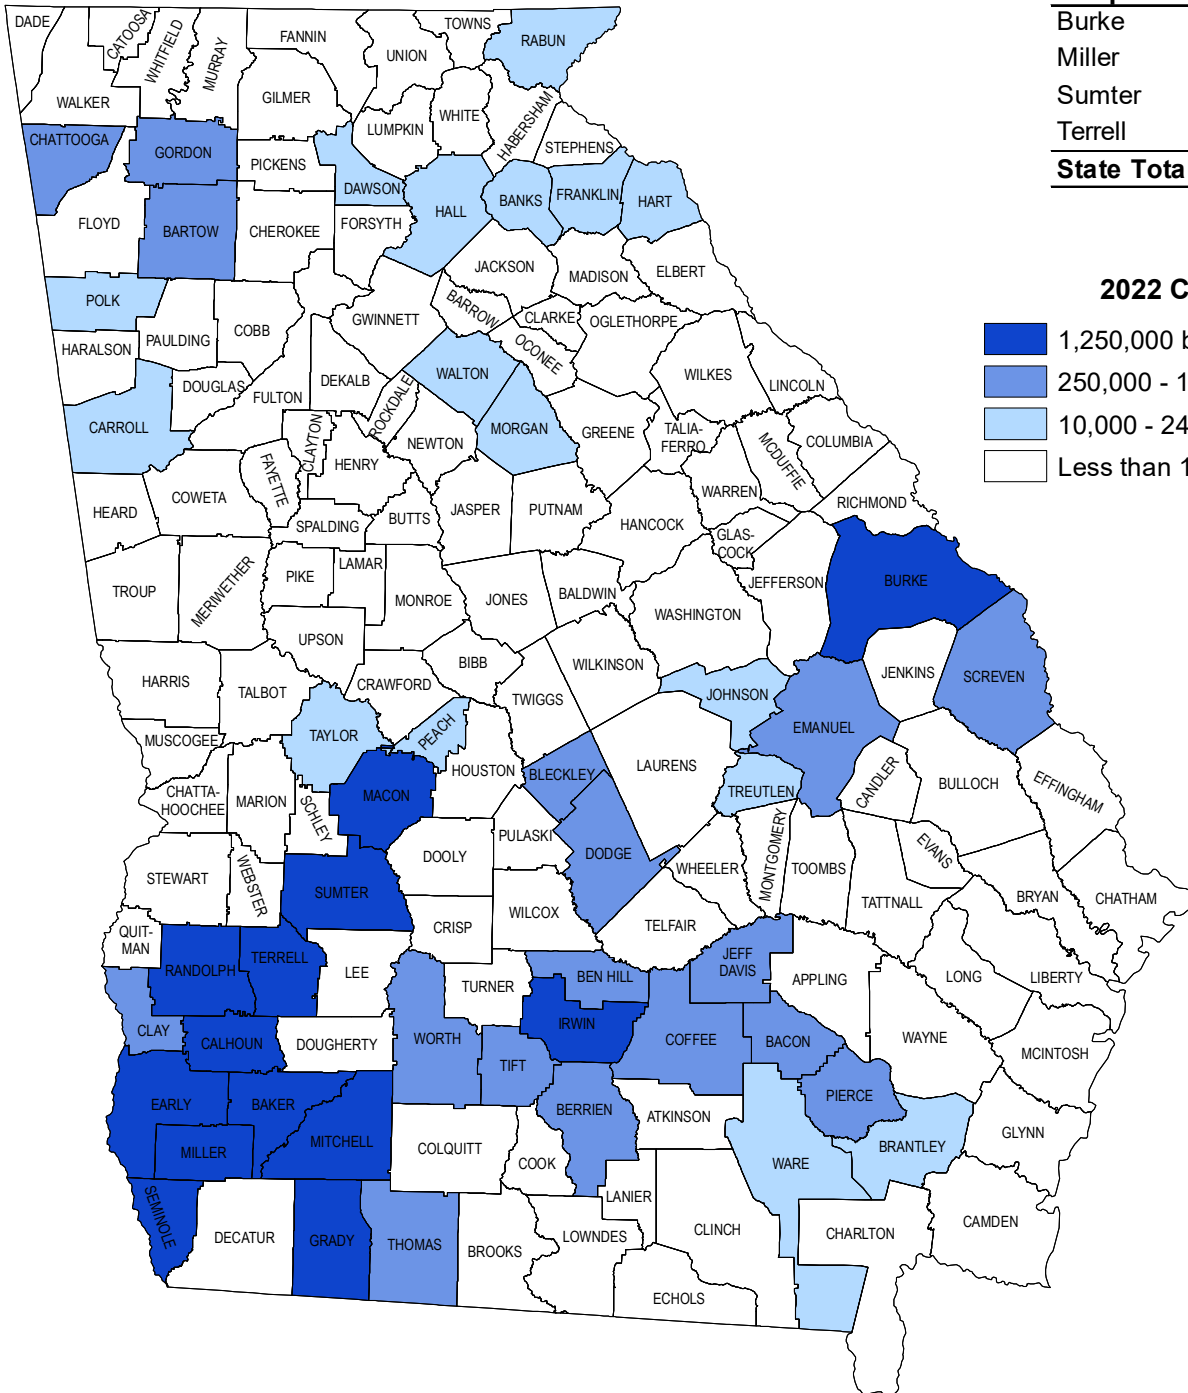 Burke
Miller
Sumter
Terrell
State Tota
2022 C
1,250,000 b
250,000 - 1
10,000 - 24
Less than 1
DADE
CATOOSA
WHITFIELD
MURRAY
FANNIN
TOWNS
UNION
RABUN
WALKER
GILMER
LUMPKIN
WHITE
HABERSHAM
STEPHENS
CHATTOOGA
GORDON
PICKENS
DAWSON
HALL
BANKS
FRANKLIN
HART
FLOYD
BARTOW
CHEROKEE
FORSYTH
JACKSON
MADISON
ELBERT
POLK
PAULDING
COBB
GWINNETT
BARROW
CLARKE
OGLETHORPE
OCONEE
HARALSON
DOUGLAS
FULTON
DEKALB
ROCKDALE
WALTON
WILKES
LINCOLN
CARROLL
CLAYTON
HENRY
NEWTON
MORGAN
GREENE
TALIA-
FERRO
MCDUFFIE
COLUMBIA
HEARD
COWETA
FAYETTE
SPALDING
BUTTS
JASPER
PUTNAM
HANCOCK
WARREN
GLAS-
COCK
RICHMOND
TROUP
MERIWETHER
PIKE
LAMAR
MONROE
JONES
BALDWIN
WASHINGTON
JEFFERSON
BURKE
UPSON
BIBB
WILKINSON
JENKINS
SCREVEN
HARRIS
TALBOT
CRAWFORD
TWIGGS
JOHNSON
EMANUEL
MUSCOGEE
TAYLOR
PEACH
HOUSTON
BLECKLEY
LAURENS
TREUTLEN
CANDLER
BULLOCH
EFFINGHAM
CHATTA-
HOOCHEE
MARION
SCHLEY
MACON
DOOLY
PULASKI
DODGE
WHEELER
MONTGOMERY
TOOMBS
EVANS
STEWART
WEBSTER
SUMTER
CRISP
WILCOX
TELFAIR
TATTNALL
BRYAN
CHATHAM
QUIT-
MAN
RANDOLPH
TERRELL
LEE
TURNER
BEN HILL
JEFF
DAVIS
APPLING
LONG
LIBERTY
CLAY
CALHOUN
DOUGHERTY
WORTH
TIFT
IRWIN
COFFEE
BACON
WAYNE
MCINTOSH
EARLY
BAKER
MITCHELL
BERRIEN
ATKINSON
PIERCE
MILLER
COLQUITT
COOK
WARE
BRANTLEY
GLYNN
SEMINOLE
DECATUR
GRADY
THOMAS
BROOKS
LANIER
LOWNDES
CLINCH
CHARLTON
CAMDEN
ECHOLS